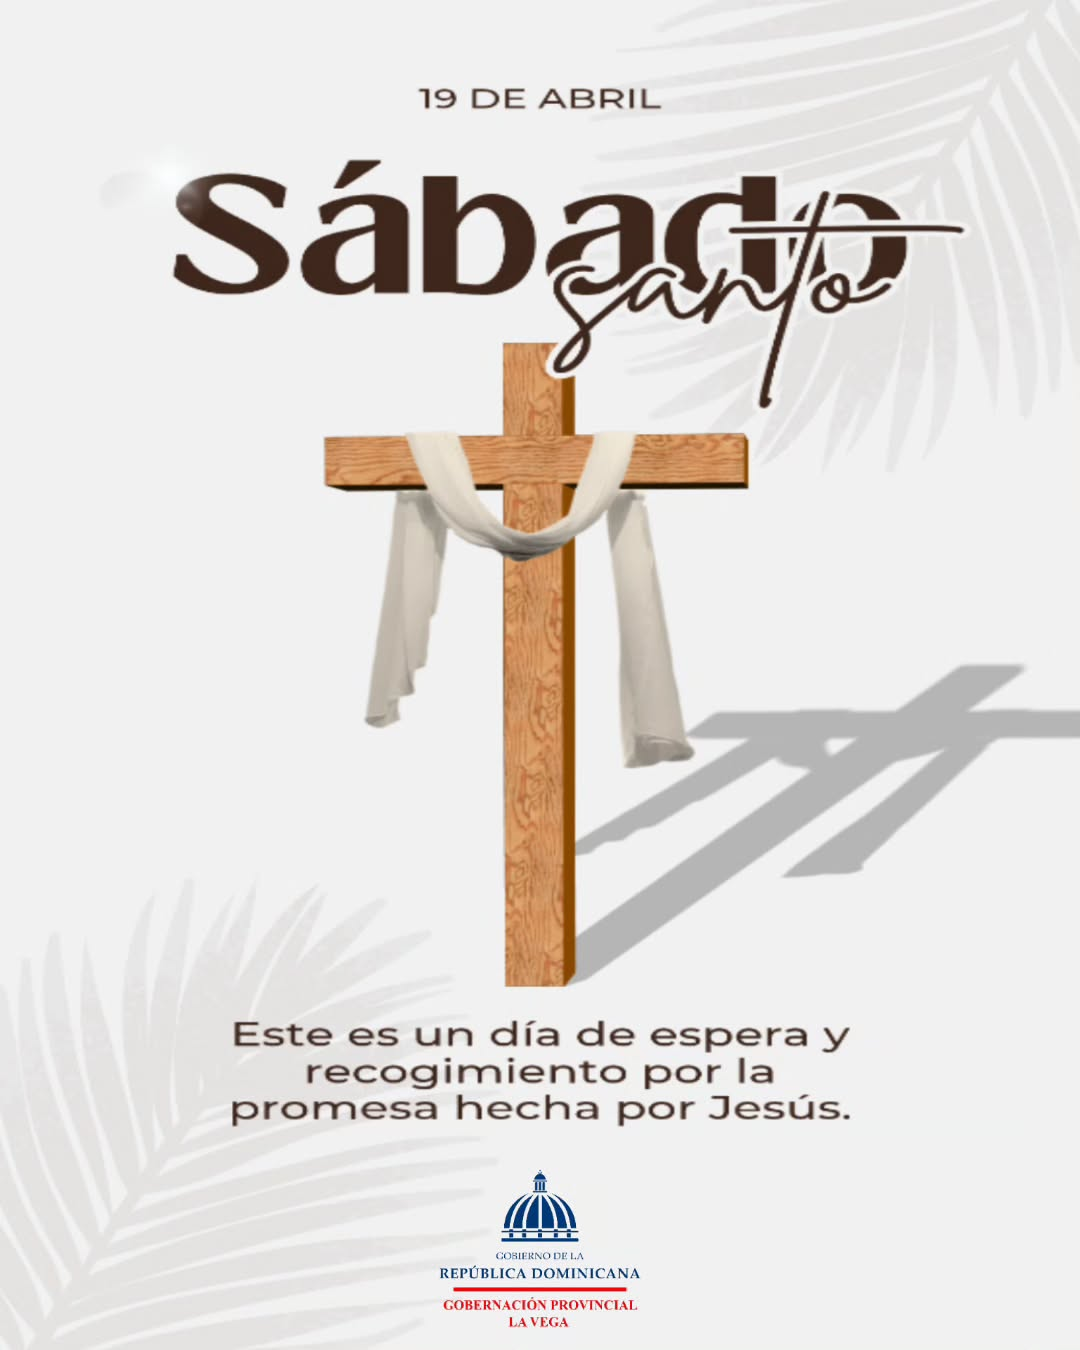 19 DE ABRIL
Sábado
santo
Este es un día de espera y
recogimiento por la
promesa hecha por Jesús.
GOBIERNO DE LA
REPÚBLICA DOMINICANA
GOBERNACIÓN PROVINCIAL
LA VEGA